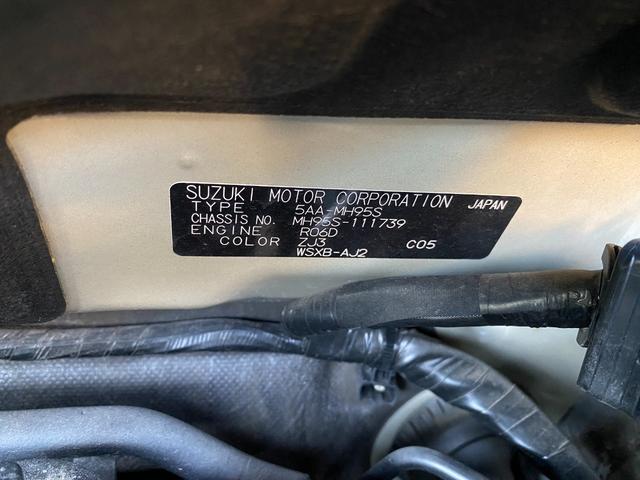 SUZUKI MOTOR CORPORATION JAPAN
TYPE 5AA-MH95S
CHASSIS NO. MH95S-111739
ENGINE R06D
COLOR ZJ3 C05
WSXB-AJ2